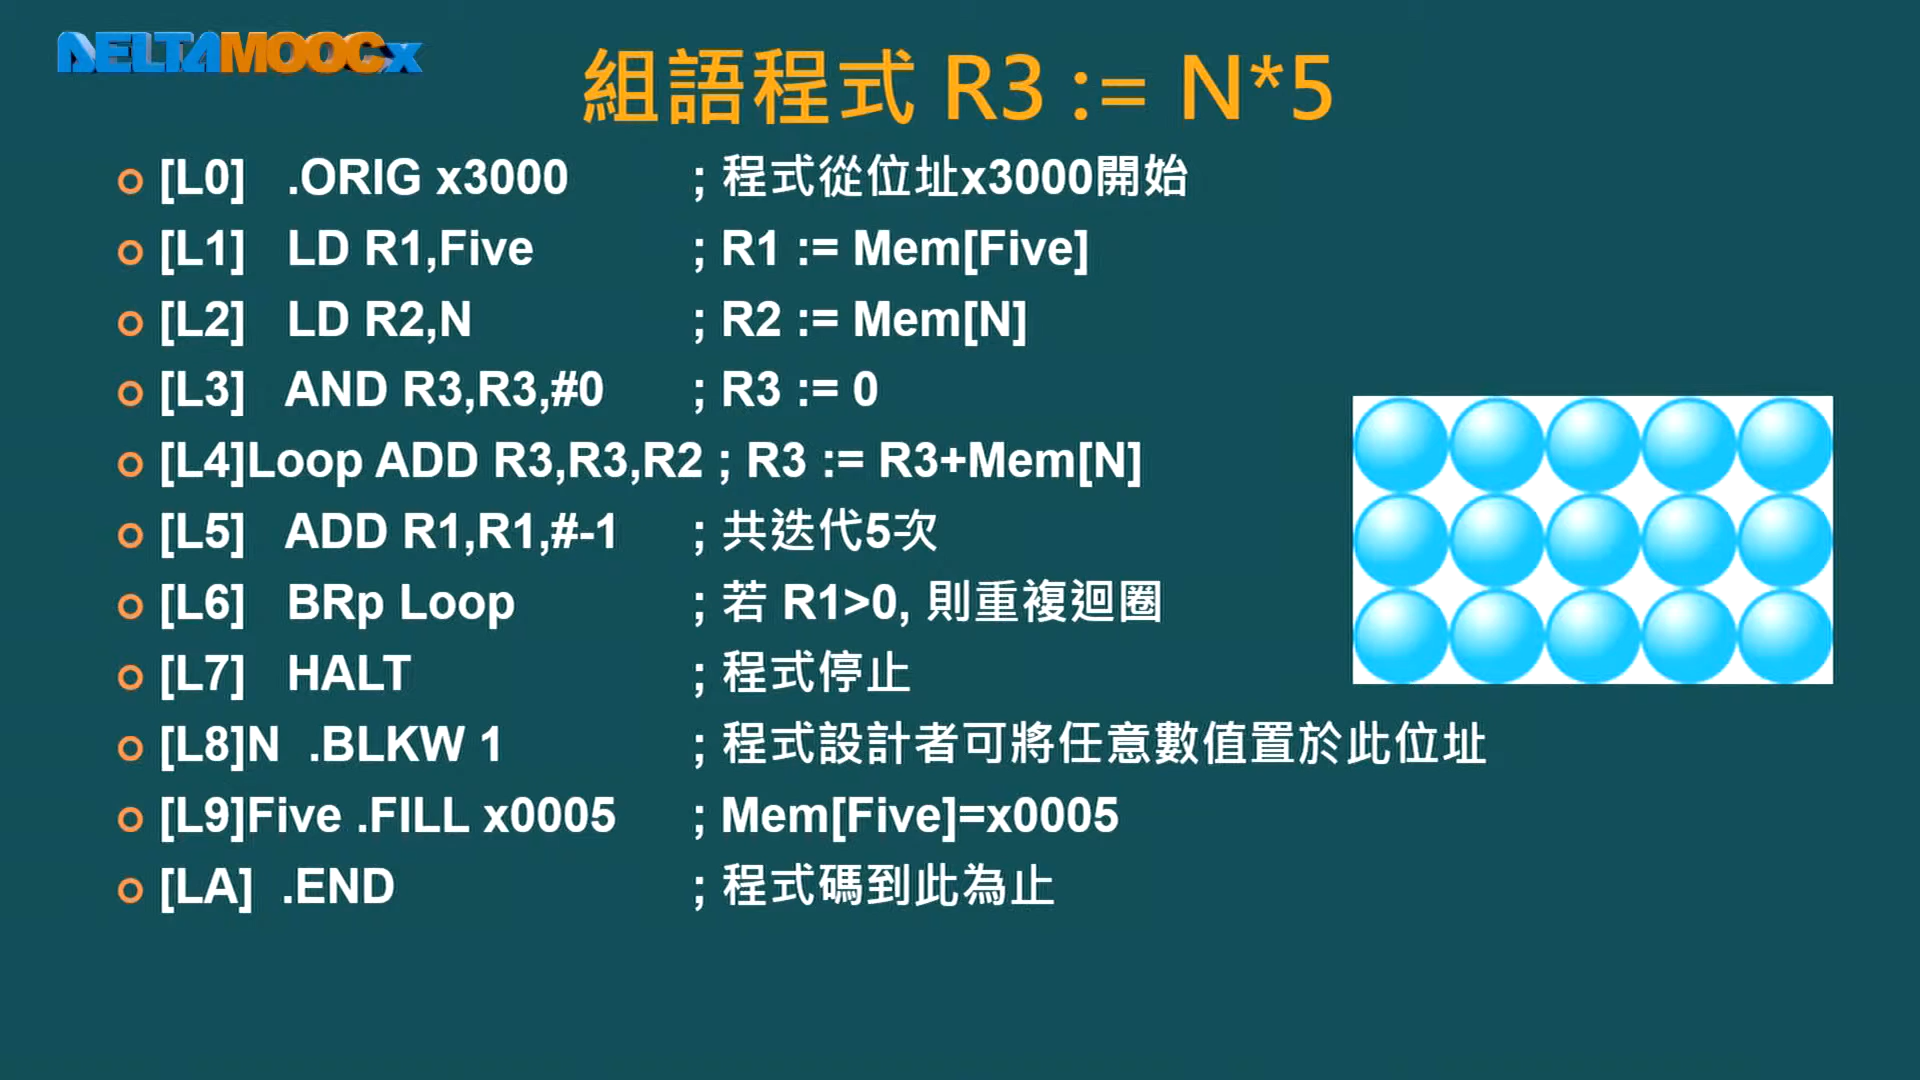 DELTAMOOCx
組語程式 R3 := N*5
[L0] .ORIG x3000 ; 程式從位址x3000開始
[L1] LD R1,Five ; R1 := Mem[Five]
[L2] LD R2,N ; R2 := Mem[N]
[L3] AND R3,R3,#0 ; R3 := 0
[L4]Loop ADD R3,R3,R2 ; R3 := R3+Mem[N]
[L5] ADD R1,R1,#-1 ; 共迭代5次
[L6] BRp Loop ; 若 R1>0, 則重複迴圈
[L7] HALT ; 程式停止
[L8]N .BLKW 1 ; 程式設計者可將任意數值置於此位址
[L9]Five .FILL x0005 ; Mem[Five]=x0005
[LA] .END ; 程式碼到此為止